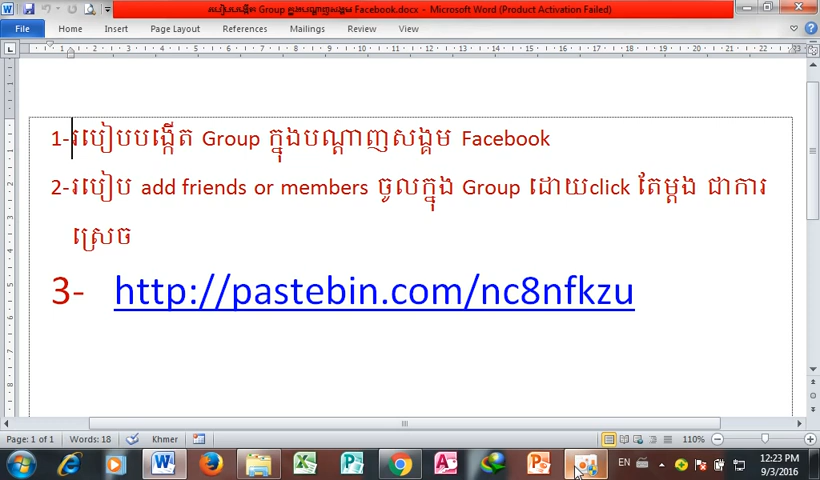 របៀបបង្កើត Group ក្នុងបណ្តាញសង្គម Facebook.docx - Microsoft Word (Product Activation Failed)
File Home Insert Page Layout References Mailings Review View
1-របៀបបង្កើត Group ក្នុងបណ្តាញសង្គម Facebook
2-របៀប add friends or members ចូលក្នុង Group ដោយclick តែម្តង ជាការ
ស្រេច
3- http://pastebin.com/nc8nfkzu
Page: 1 of 1 Words: 18 Khmer 110%
EN 12:23 PM
9/3/2016